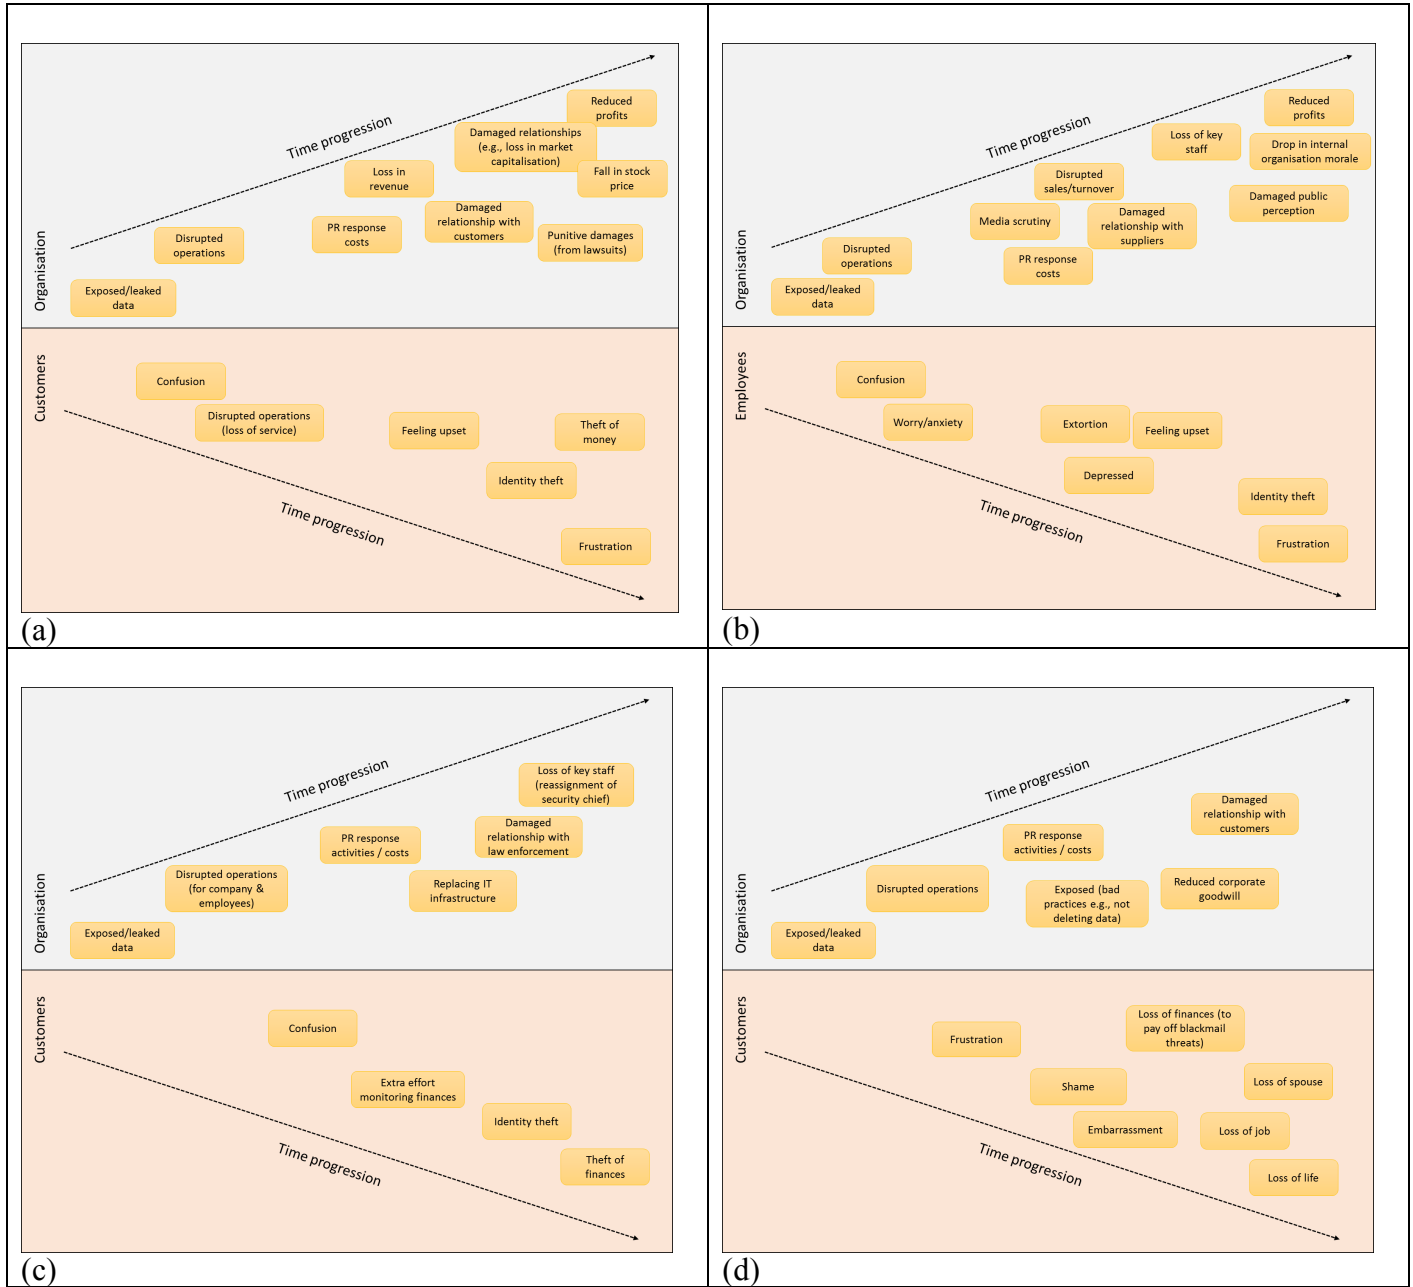 Time progression
Reduced
profits
Damaged relationships
(e.g., loss in market
capitalisation)
Loss in
revenue
Fall in stock
price
Damaged
relationship with
customers
PR response
costs
Punitive damages
(from lawsuits)
Disrupted
operations
Exposed/leaked
data
Organisation
Customers
Confusion
Disrupted operations
(loss of service)
Feeling upset
Theft of
money
Identity theft
Frustration
Time progression
(a)
Time progression
Reduced
profits
Loss of key
staff
Drop in internal
organisation morale
Disrupted
sales/turnover
Damaged public
perception
Media scrutiny
Damaged
relationship with
suppliers
PR response
costs
Disrupted
operations
Exposed/leaked
data
Organisation
Employees
Confusion
Worry/anxiety
Extortion
Feeling upset
Depressed
Identity theft
Frustration
Time progression
(b)
Time progression
Loss of key staff
(reassignment of
security chief)
Damaged
relationship with
law enforcement
PR response
activities / costs
Replacing IT
infrastructure
Disrupted operations
(for company &
employees)
Exposed/leaked
data
Organisation
Customers
Confusion
Extra effort
monitoring finances
Identity theft
Theft of
finances
Time progression
(c)
Time progression
Damaged
relationship with
customers
PR response
activities / costs
Disrupted operations
Exposed (bad
practices e.g., not
deleting data)
Reduced corporate
goodwill
Exposed/leaked
data
Organisation
Customers
Loss of finances (to
pay off blackmail
threats)
Frustration
Shame
Loss of spouse
Embarrassment
Loss of job
Loss of life
Time progression
(d)